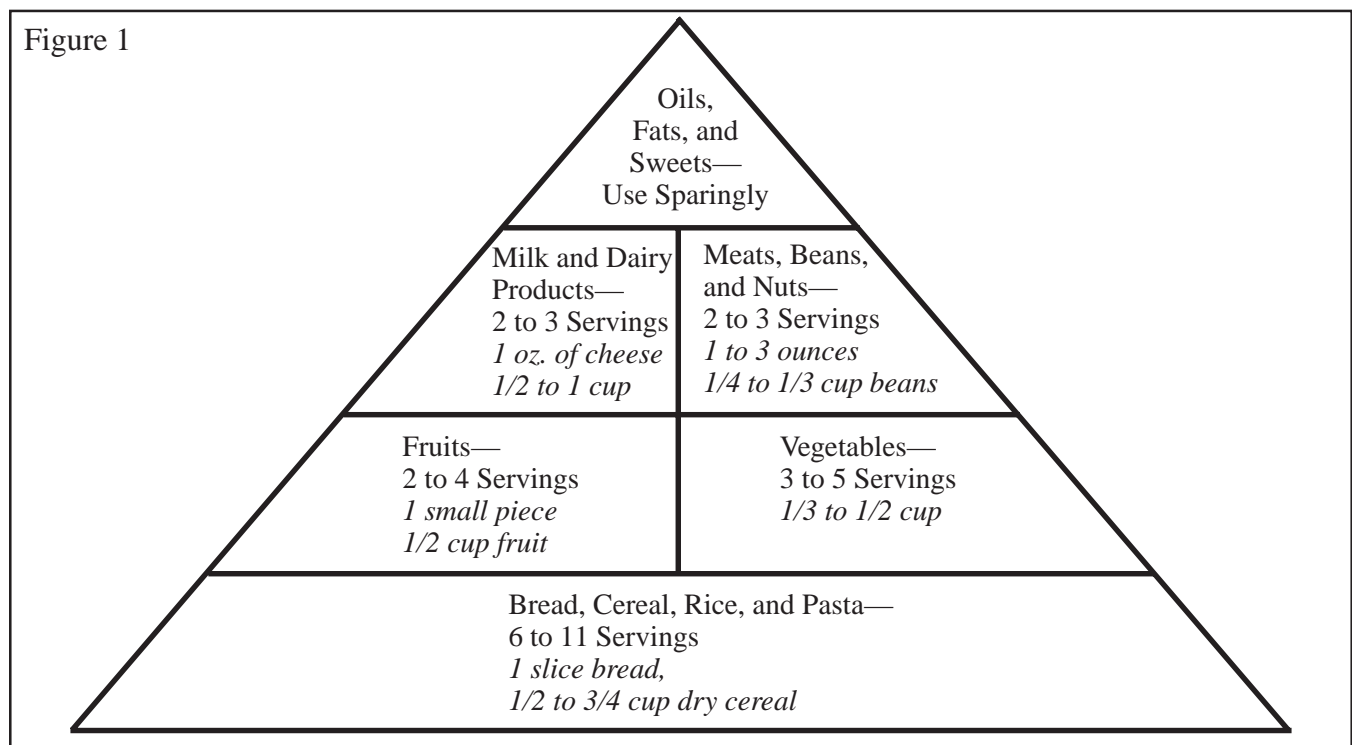 Figure 1
Oils,
Fats, and
Sweets—
Use Sparingly
Milk and Dairy
Products—
2 to 3 Servings
1 oz. of cheese
1/2 to 1 cup
Meats, Beans,
and Nuts—
2 to 3 Servings
1 to 3 ounces
1/4 to 1/3 cup beans
Fruits—
2 to 4 Servings
1 small piece
1/2 cup fruit
Vegetables—
3 to 5 Servings
1/3 to 1/2 cup
Bread, Cereal, Rice, and Pasta—
6 to 11 Servings
1 slice bread,
1/2 to 3/4 cup dry cereal